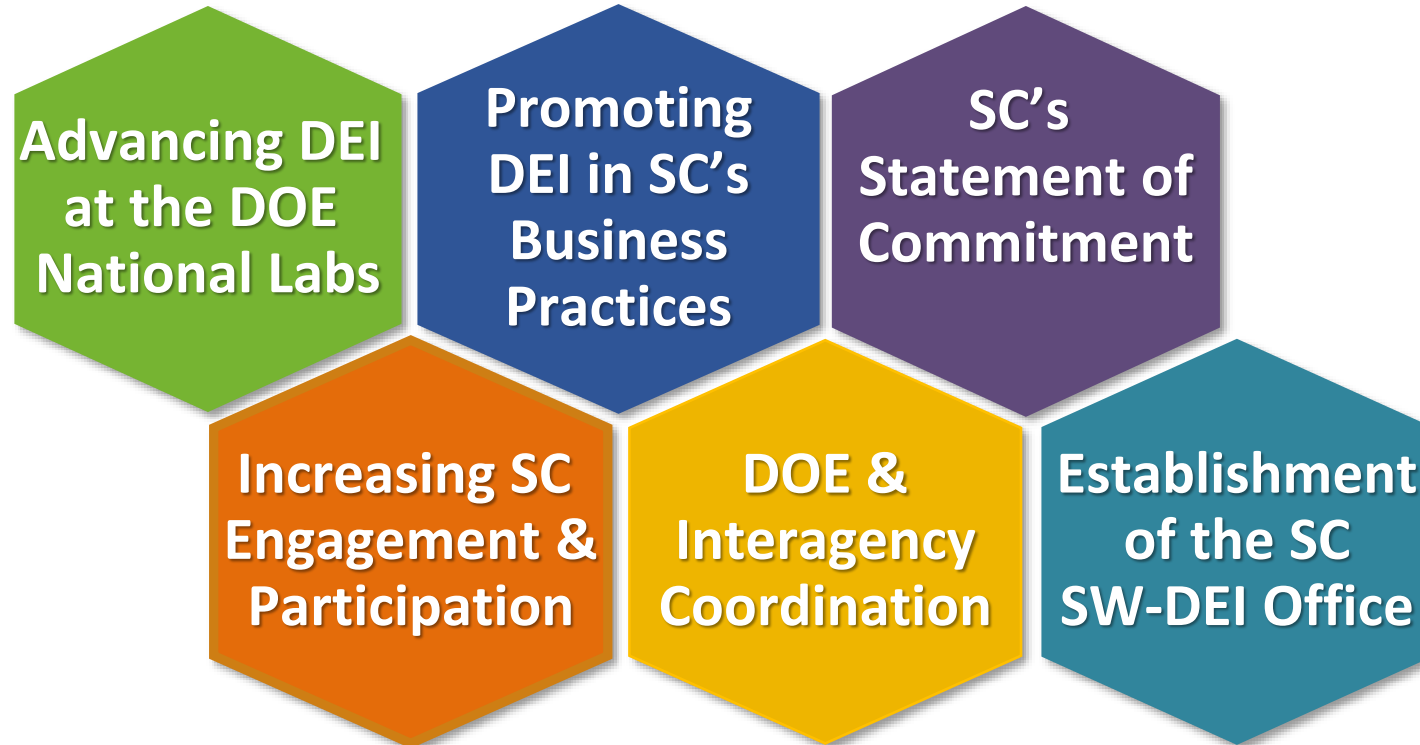 Advancing DEI
at the DOE
National Labs
Promoting
DEI in SC’s
Business
Practices
SC’s
Statement of
Commitment
Increasing SC
Engagement &
Participation
DOE &
Interagency
Coordination
Establishment
of the SC
SW-DEI Office